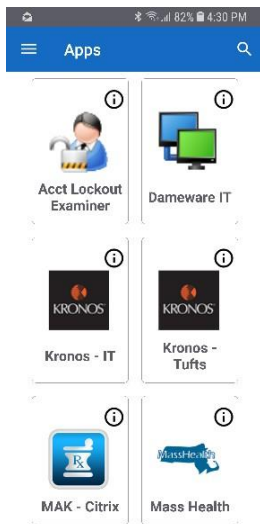 82% 4:30 PM
Apps
Acct Lockout
Examiner
Dameware IT
KRONOS
KRONOS
Kronos - IT
Kronos -
Tufts
Rx
MassHealth
MAK - Citrix
Mass Health